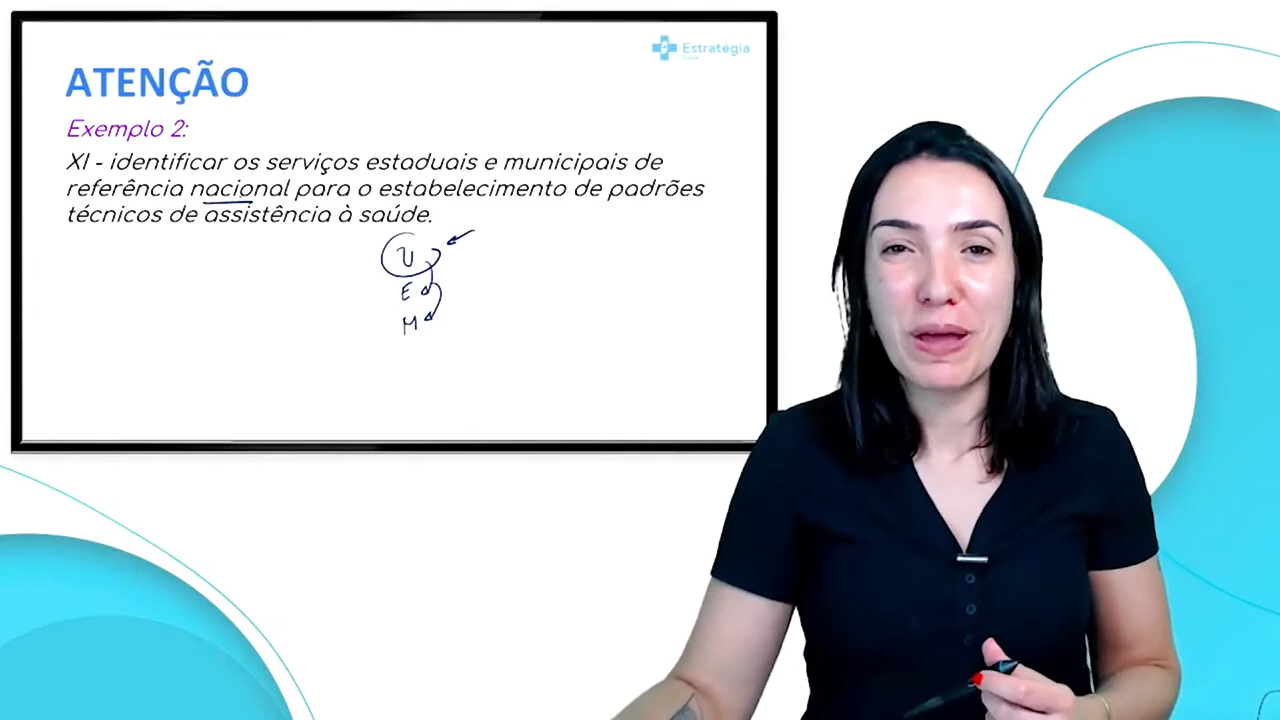 Estratégia
ATENÇÃO
Exemplo 2:
XI - identificar os serviços estaduais e municipais de
referência nacional para o estabelecimento de padrões
técnicos de assistência à saúde.
U
E
M